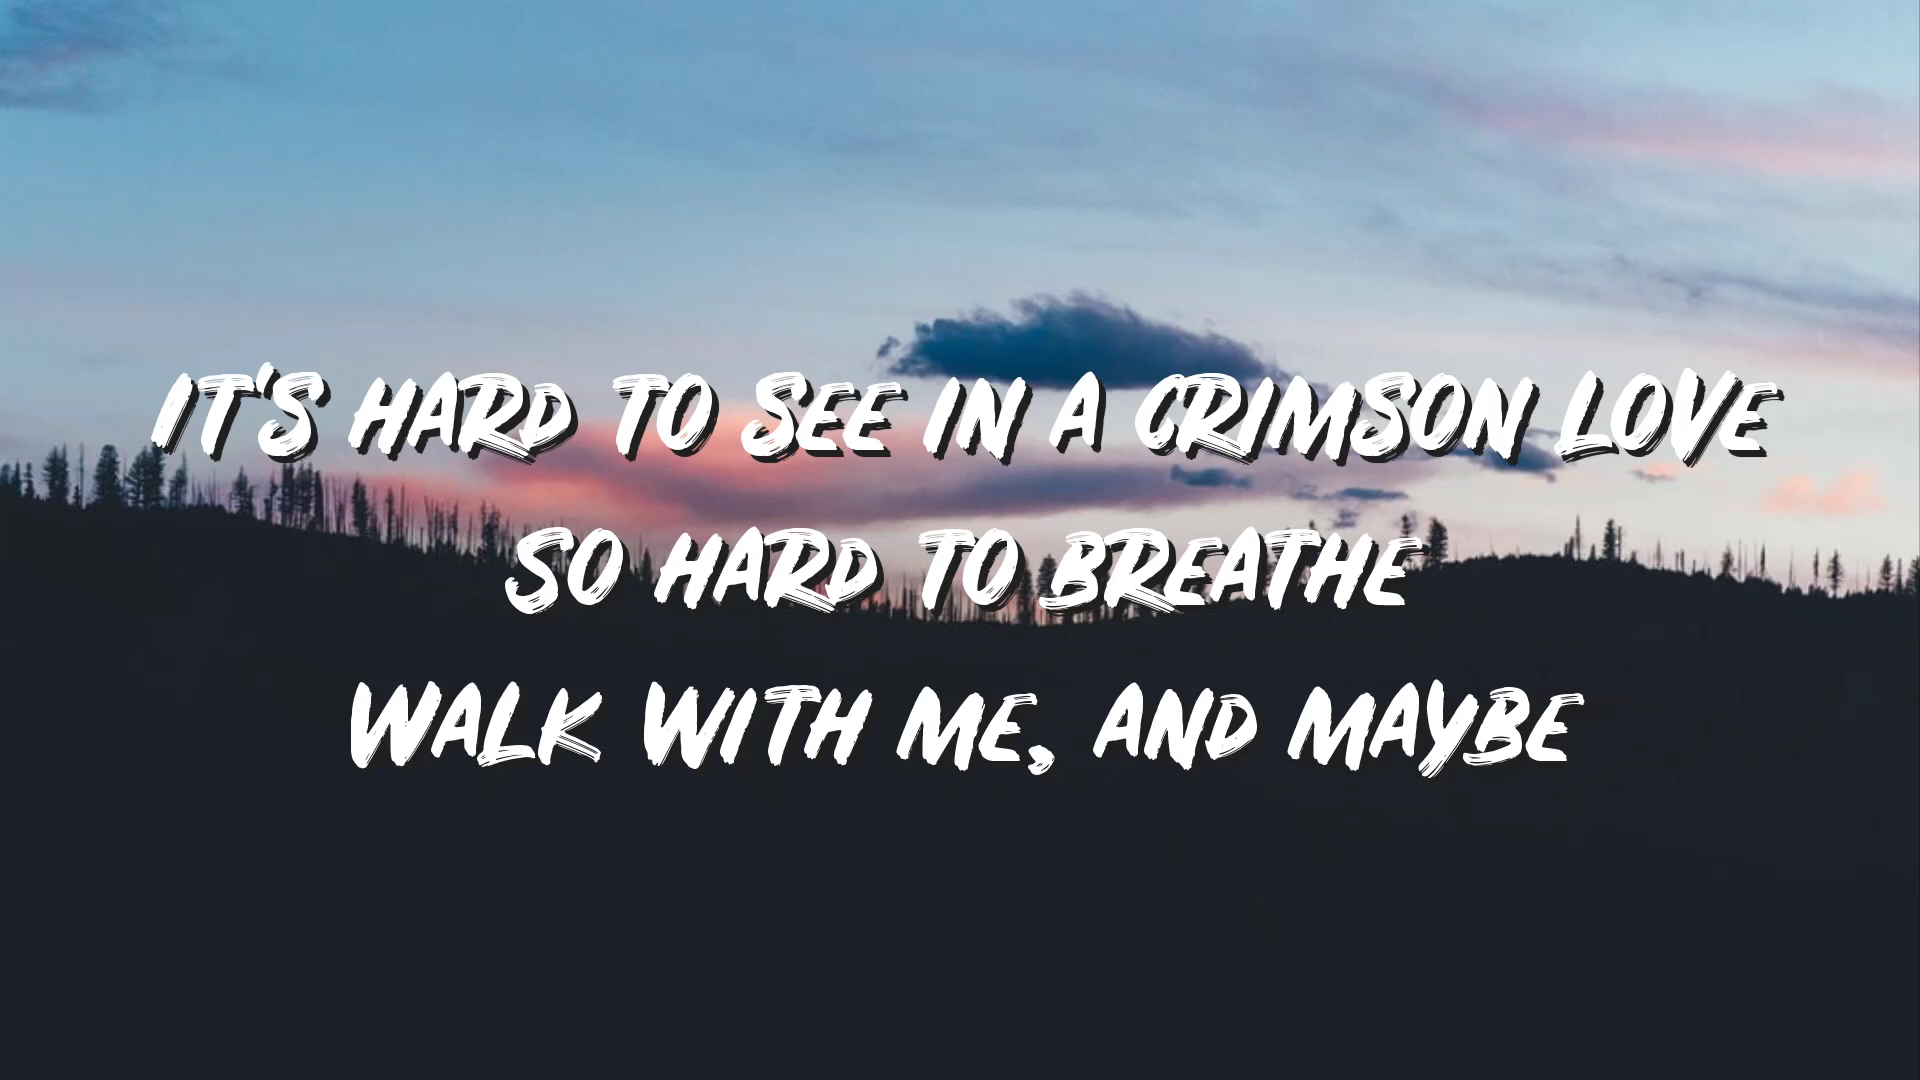 IT'S HARD TO SEE IN A CRIMSON LOVE
SO HARD TO BREATHE
WALK WITH ME, AND MAYBE